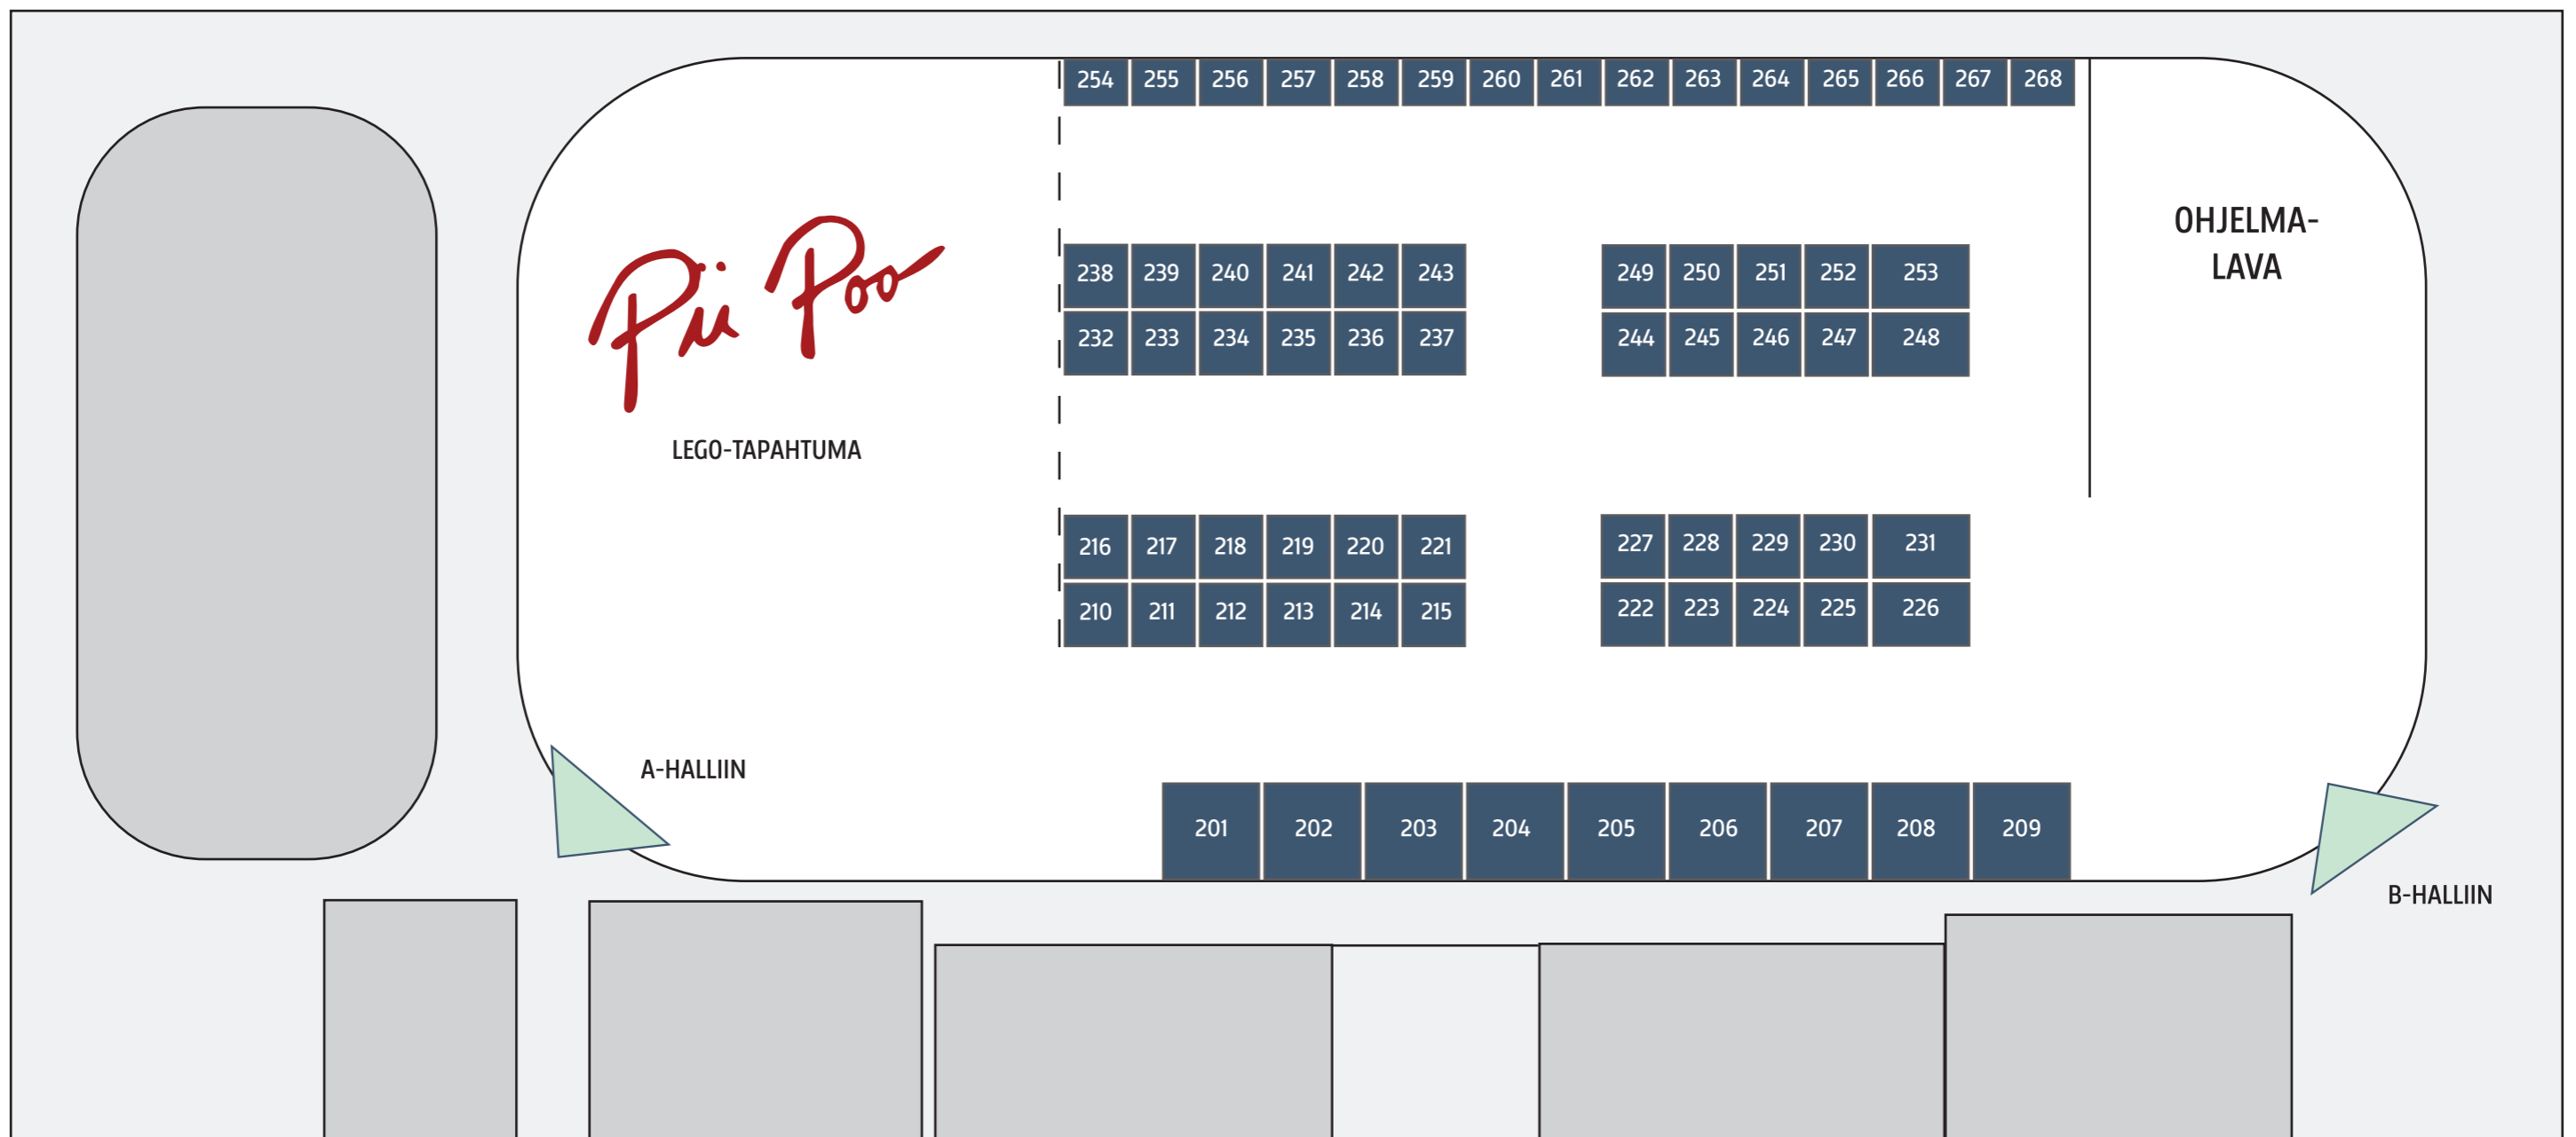 254 255 256 257 258 259 260 261 262 263 264 265 266 267 268
OHJELMA-
LAVA
Pii Poo
LEGO-TAPAHTUMA
238 239 240 241 242 243
232 233 234 235 236 237
249 250 251 252 253
244 245 246 247 248
216 217 218 219 220 221
210 211 212 213 214 215
227 228 229 230 231
222 223 224 225 226
A-HALLIIN
201 202 203 204 205 206 207 208 209
B-HALLIIN